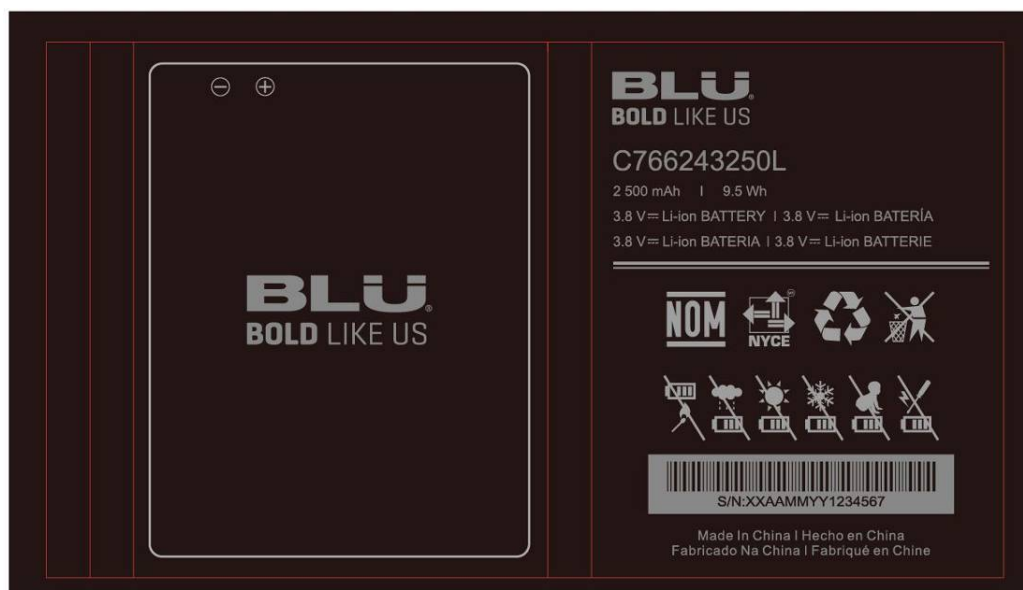 BLU®
BOLD LIKE US
BLU®
BOLD LIKE US
C766243250L
2 500 mAh I 9.5 Wh
3.8 V⎓ Li-ion BATTERY I 3.8 V⎓ Li-ion BATERÍA
3.8 V⎓ Li-ion BATERIA I 3.8 V⎓ Li-ion BATTERIE
NOM
NYCE
S/N:XXAAMMYY1234567
Made In China I Hecho en China
Fabricado Na China I Fabriqué en Chine